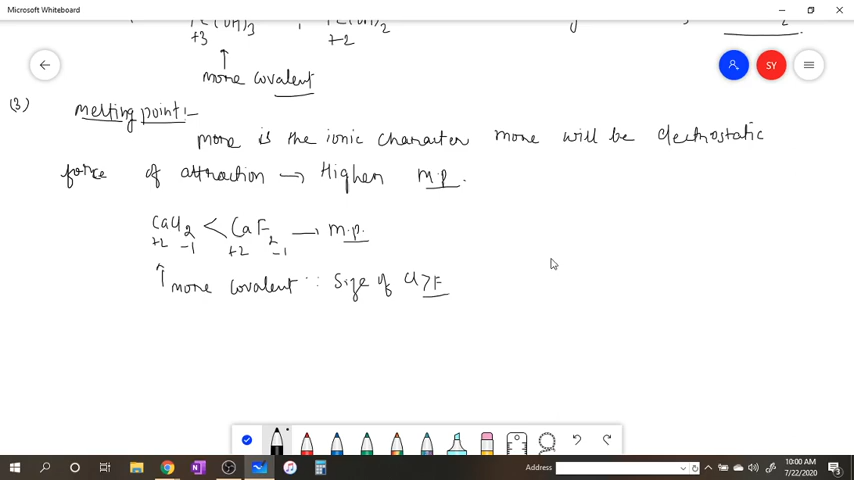 Microsoft Whiteboard
+3
+2
more covalent
SY
(3) melting point:-
more is the ionic character more will be electrostatic
force of attraction → Higher m.p.
CaCl2 < CaF2 → m.p.
+2 -1 +2 -1
↑ more covalent ∵ Size of Cl > F
Address
10:00 AM
7/22/2020